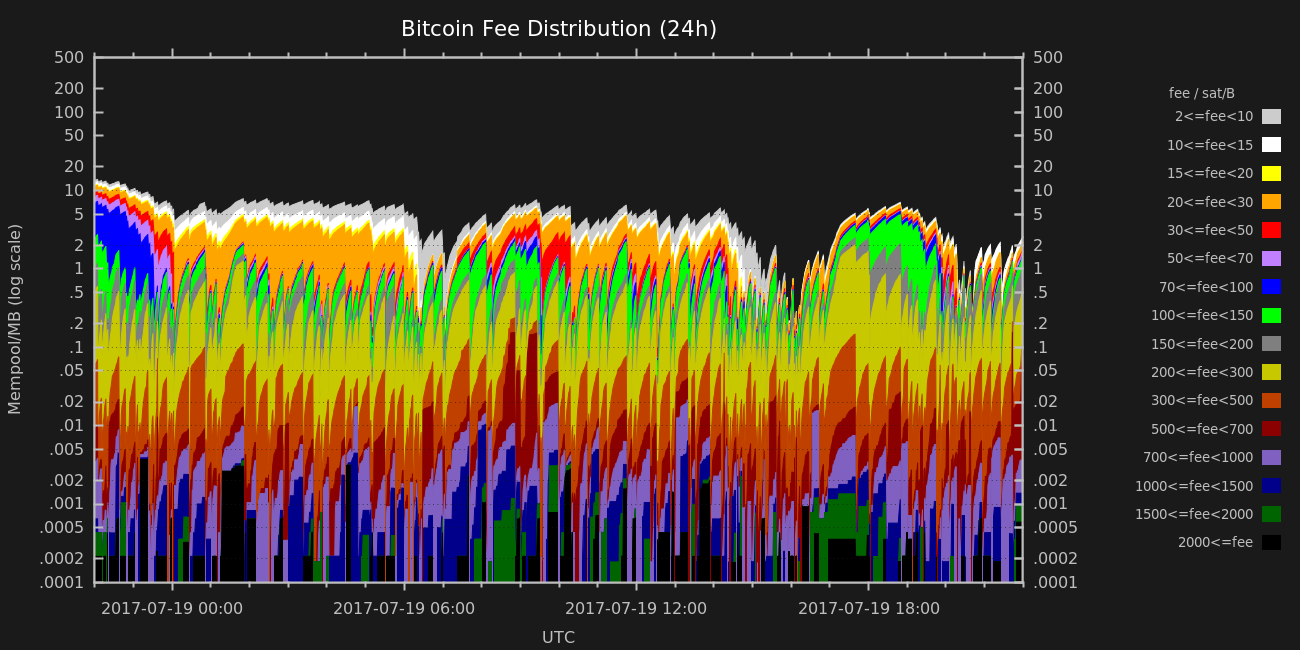 Bitcoin Fee Distribution (24h)
500
200
100
50
20
10
5
2
1
.5
.2
.1
.05
.02
.01
.005
.002
.001
.0005
.0002
.0001
Mempool/MB (log scale)
500
200
100
50
20
10
5
2
1
.5
.2
.1
.05
.02
.01
.005
.002
.001
.0005
.0002
.0001
fee / sat/B
2<=fee<10
10<=fee<15
15<=fee<20
20<=fee<30
30<=fee<50
50<=fee<70
70<=fee<100
100<=fee<150
150<=fee<200
200<=fee<300
300<=fee<500
500<=fee<700
700<=fee<1000
1000<=fee<1500
1500<=fee<2000
2000<=fee
2017-07-19 00:00 2017-07-19 06:00 2017-07-19 12:00 2017-07-19 18:00
UTC